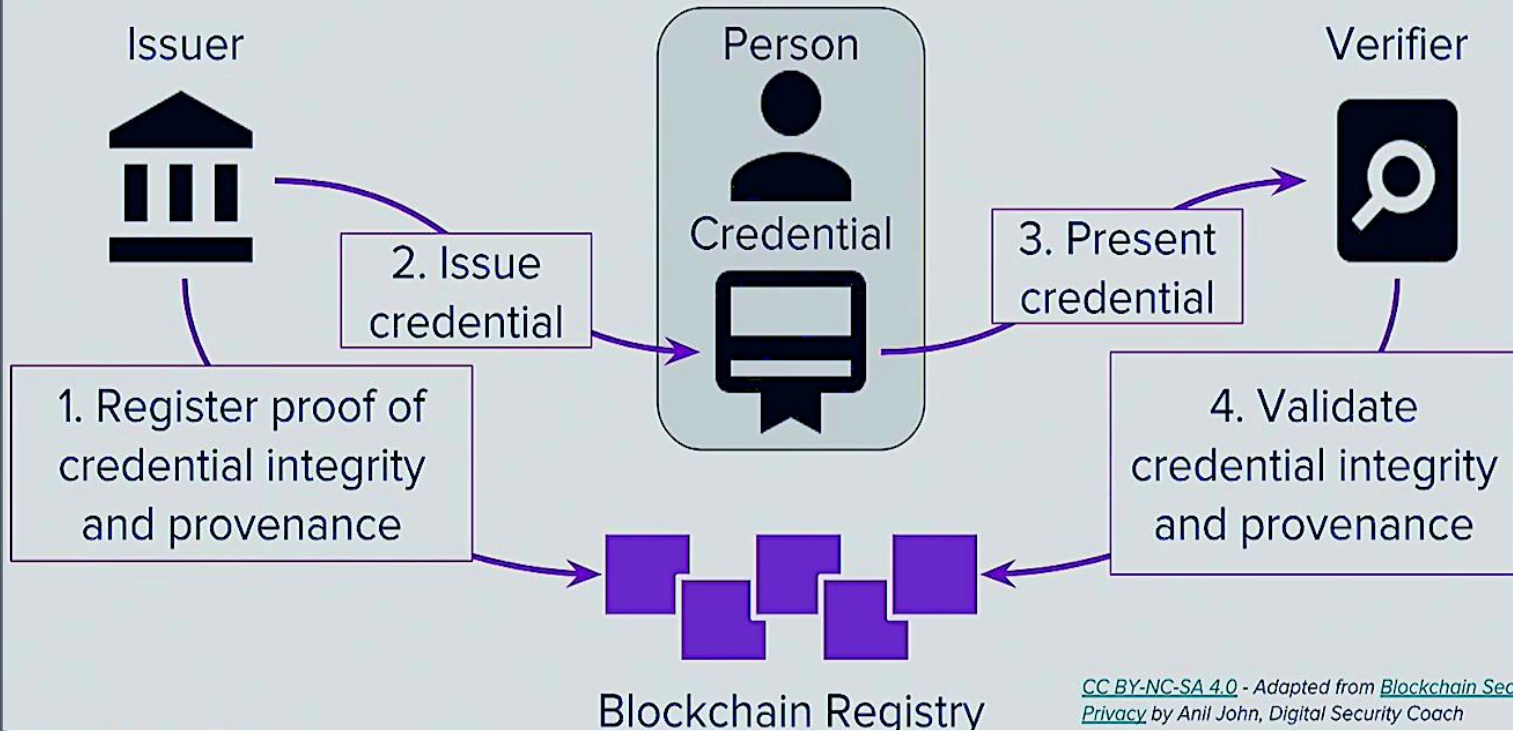 Issuer
Person
Verifier
Credential
2. Issue
credential
3. Present
credential
1. Register proof of
credential integrity
and provenance
4. Validate
credential integrity
and provenance
Blockchain Registry
CC BY-NC-SA 4.0 - Adapted from Blockchain Sec
Privacy by Anil John, Digital Security Coach